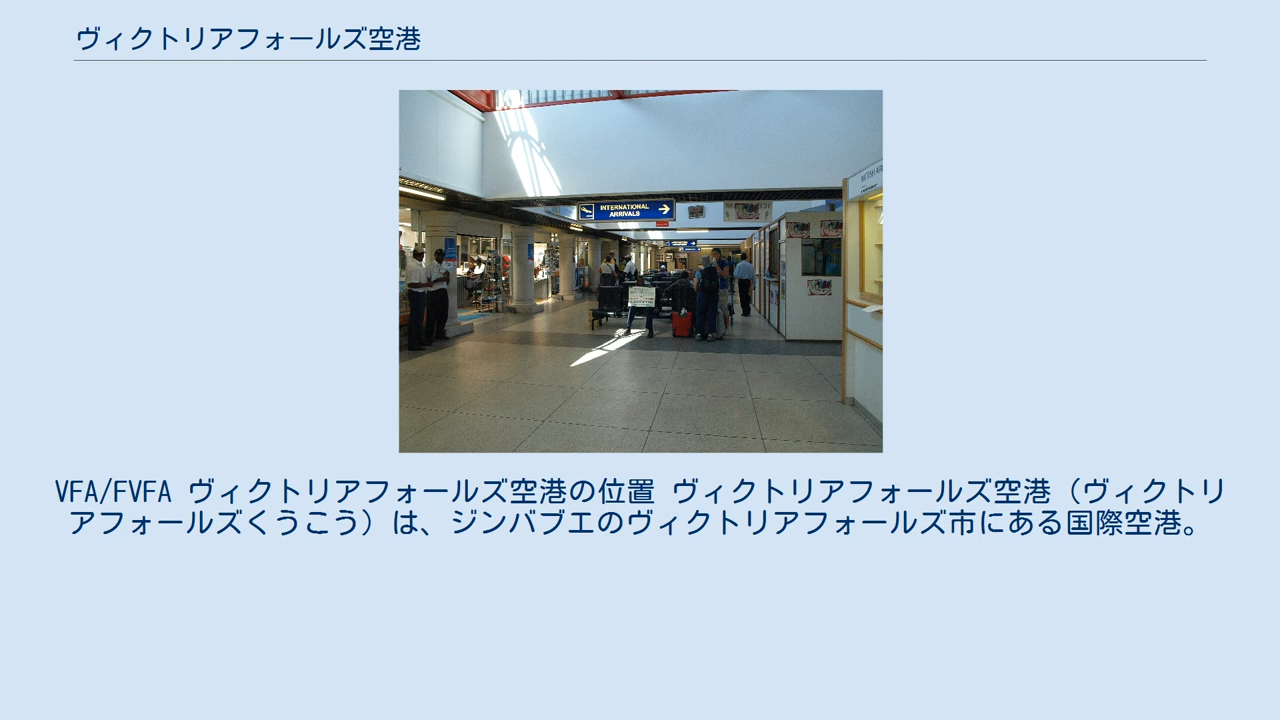 ヴィクトリアフォールズ空港
INTERNATIONAL
ARRIVALS
VFA/FVFA ヴィクトリアフォールズ空港の位置 ヴィクトリアフォールズ空港（ヴィクトリ
アフォールズくうこう）は、ジンバブエのヴィクトリアフォールズ市にある国際空港。